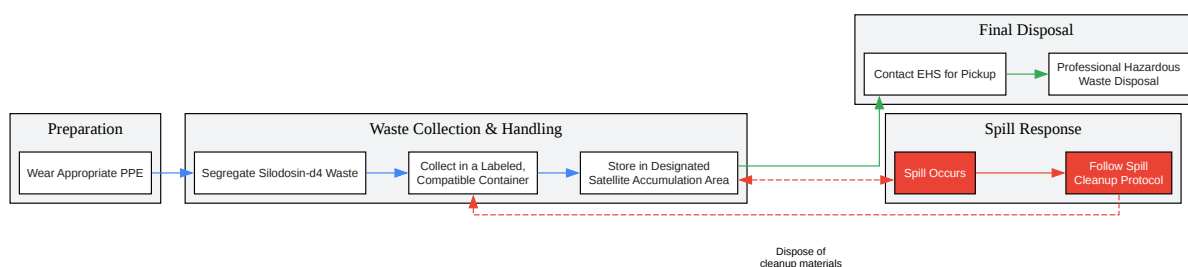 Final Disposal
Contact EHS for Pickup
Professional Hazardous
Waste Disposal
Preparation
Wear Appropriate PPE
Waste Collection & Handling
Segregate Silodosin-d4 Waste
Collect in a Labeled,
Compatible Container
Store in Designated
Satellite Accumulation Area
Spill Response
Spill Occurs
Follow Spill
Cleanup Protocol
Dispose of
cleanup materials